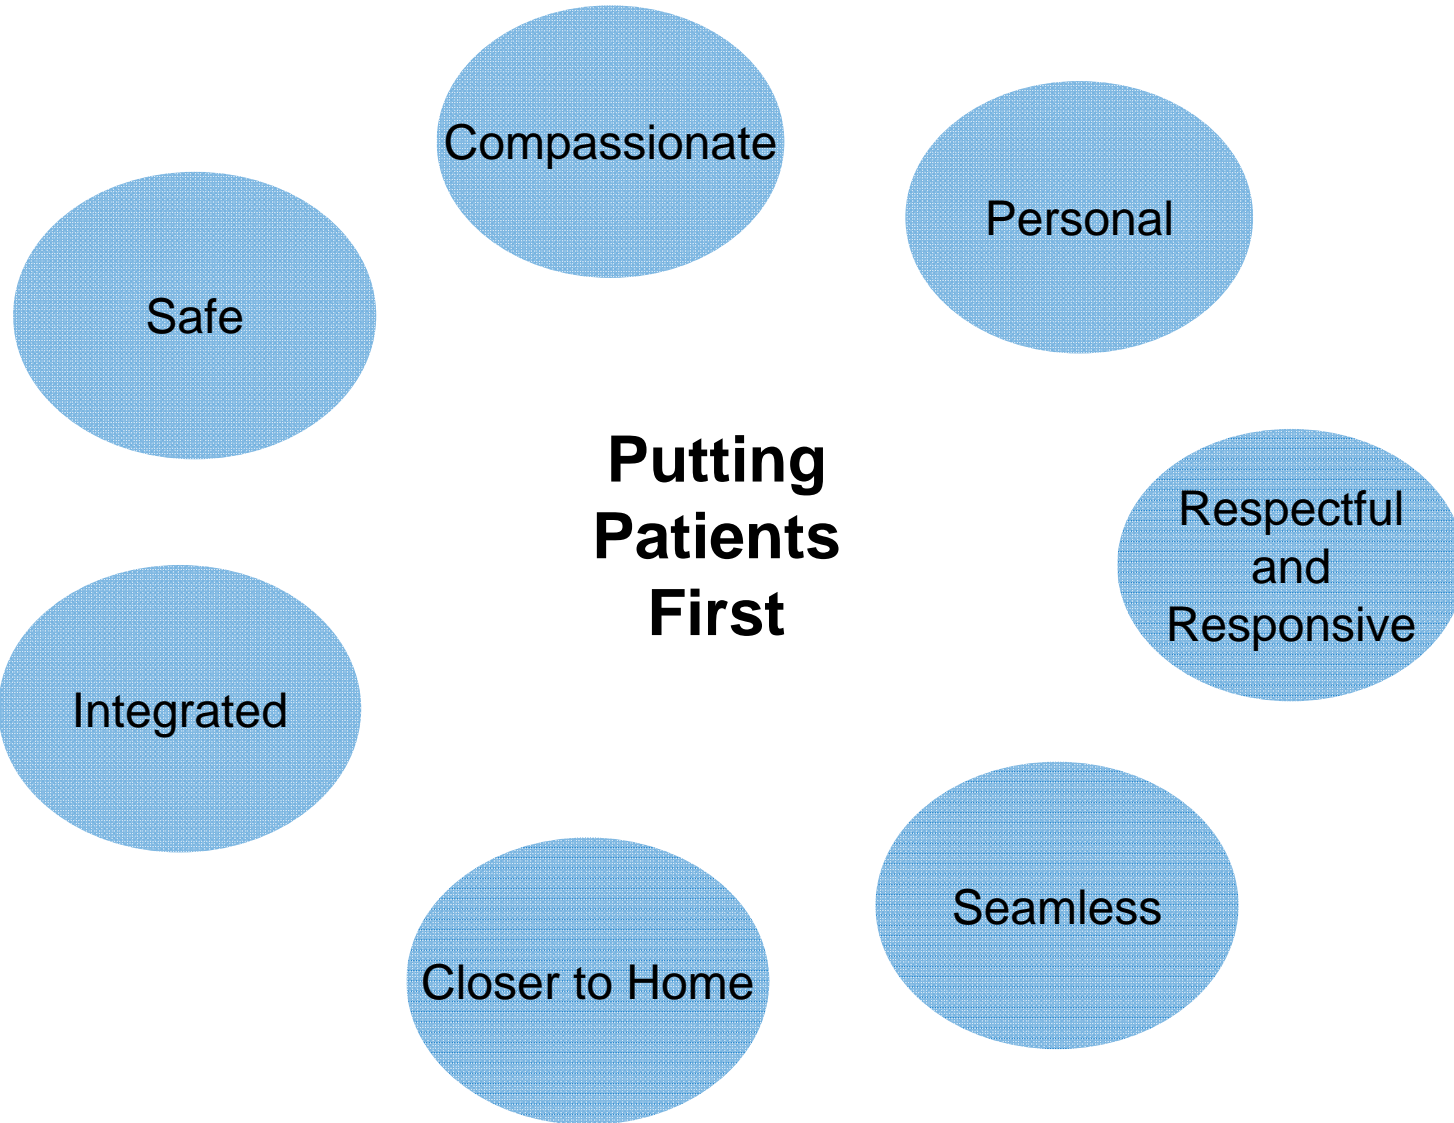 Compassionate
Personal
Safe
Putting
Patients
First
Respectful
and
Responsive
Integrated
Seamless
Closer to Home